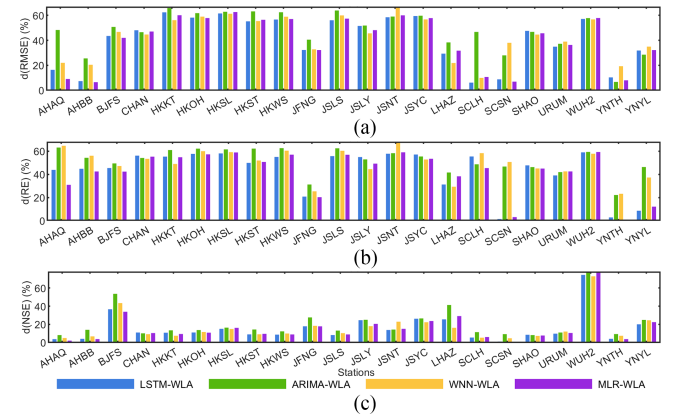 d(RMSE) (%)
60
40
20
0
AHAQ AHBB BJFS CHAN HKKT HKOH HKSL HKST HKWS JFNG JSLS JSLY JSNT JSYC LHAZ SCLH SCSN SHAO URUM WUH2 YNTH YNYL
(a)
d(RE) (%)
60
40
20
0
AHAQ AHBB BJFS CHAN HKKT HKOH HKSL HKST HKWS JFNG JSLS JSLY JSNT JSYC LHAZ SCLH SCSN SHAO URUM WUH2 YNTH YNYL
(b)
d(NSE) (%)
60
40
20
0
AHAQ AHBB BJFS CHAN HKKT HKOH HKSL HKST HKWS JFNG JSLS JSLY JSNT JSYC LHAZ SCLH SCSN SHAO URUM WUH2 YNTH YNYL
Stations
LSTM-WLA ARIMA-WLA WNN-WLA MLR-WLA
(c)